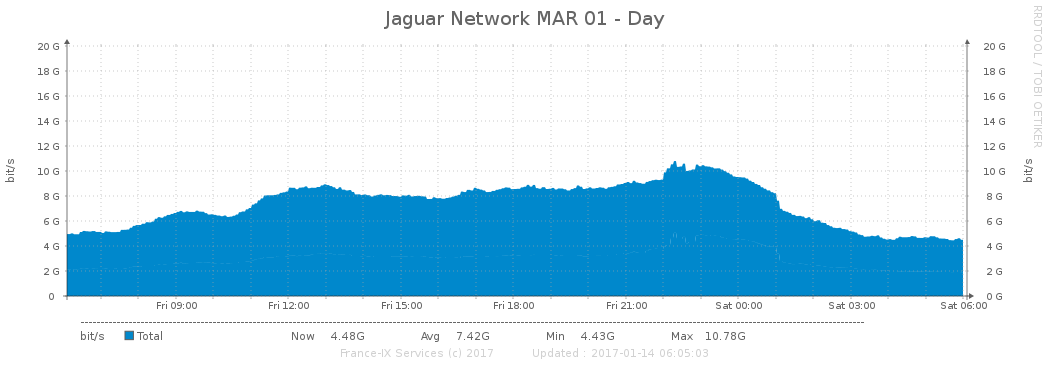 Jaguar Network MAR 01 - Day
RRDTOOL / TOBI OETIKER
bit/s
20 G
18 G
16 G
14 G
12 G
10 G
8 G
6 G
4 G
2 G
0
20 G
18 G
16 G
14 G
12 G
10 G
8 G
6 G
4 G
2 G
0 G
bit/s
Fri 09:00 Fri 12:00 Fri 15:00 Fri 18:00 Fri 21:00 Sat 00:00 Sat 03:00 Sat 06:00
bit/s Total Now 4.48G Avg 7.42G Min 4.43G Max 10.78G
France-IX Services (c) 2017 Updated : 2017-01-14 06:05:03